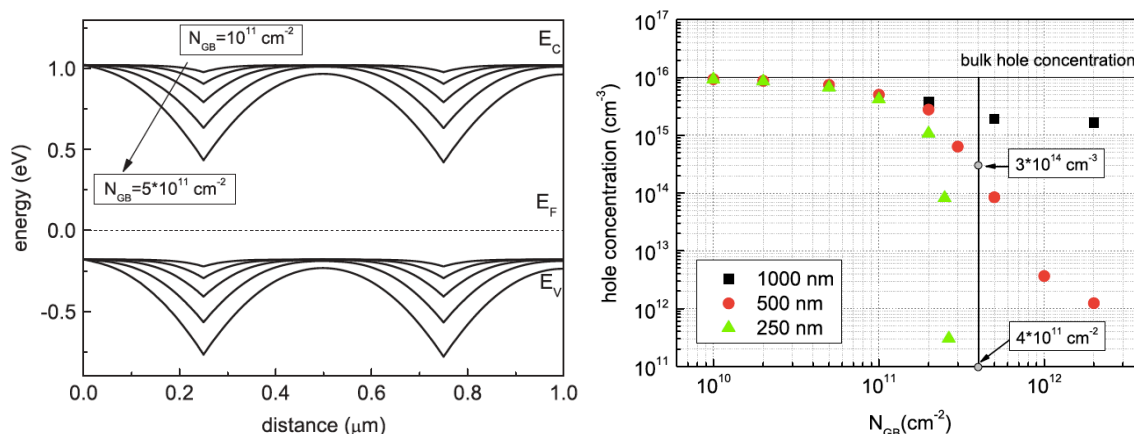 N_GB=10^11 cm^-2
E_C
1.0
0.5
N_GB=5*10^11 cm^-2
E_F
0.0
E_V
-0.5
energy (eV)
0.0 0.2 0.4 0.6 0.8 1.0
distance (μm)
10^17
bulk hole concentration
10^16
10^15
3*10^14 cm^-3
10^14
10^13
1000 nm
500 nm
250 nm
10^12
4*10^11 cm^-2
10^11
hole concentration (cm^-3)
10^10 10^11 10^12
N_GB(cm^-2)